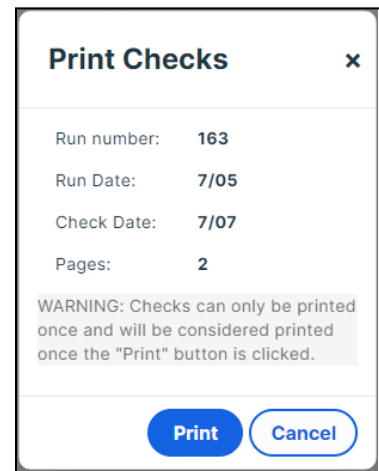 Print Checks ×
Run number: 163
Run Date: 7/05
Check Date: 7/07
Pages: 2
WARNING: Checks can only be printed
once and will be considered printed
once the "Print" button is clicked.
Print Cancel